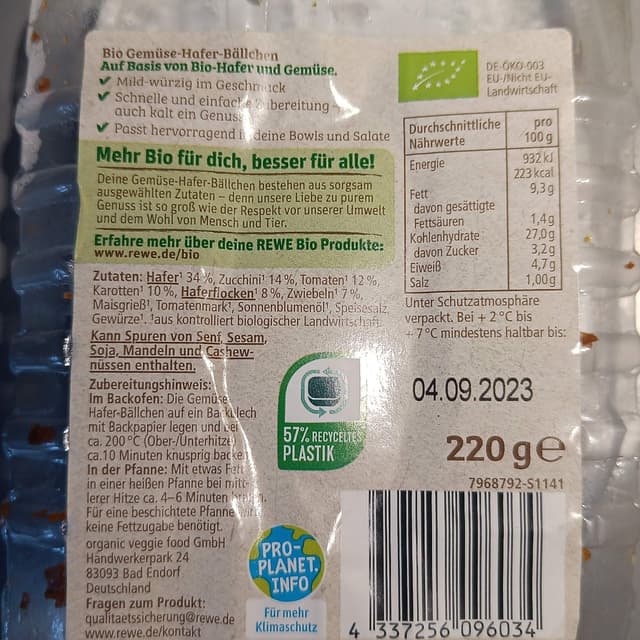 Bio Gemüse-Hafer-Bällchen
Auf Basis von Bio-Hafer und Gemüse.
✔ Mild-würzig im Geschmack
✔ Schnelle und einfache Zubereitung –
auch kalt ein Genuss
✔ Passt hervorragend in deine Bowls und Salate
Mehr Bio für dich, besser für alle!
Deine Gemüse-Hafer-Bällchen bestehen aus sorgsam
ausgewählten Zutaten – denn unsere Liebe zu purem
Genuss ist so groß wie der Respekt vor unserer Umwelt
und dem Wohl von Mensch und Tier.
Erfahre mehr über deine REWE Bio Produkte:
www.rewe.de/bio
Zutaten: Hafer¹ 34 %, Zucchini¹ 14 %, Tomaten¹ 12 %,
Karotten¹ 10 %, Haferflocken¹ 8 %, Zwiebeln¹ 7 %,
Maisgrieß¹, Tomatenmark¹, Sonnenblumenöl¹, Speisesalz,
Gewürze¹. ¹aus kontrolliert biologischer Landwirtschaft.
Kann Spuren von Senf, Sesam,
Soja, Mandeln und Cashew-
nüssen enthalten.
Zubereitungshinweis:
Im Backofen: Die Gemüse-
Hafer-Bällchen auf ein Backblech
mit Backpapier legen und bei
ca. 200 °C (Ober-/Unterhitze)
ca. 10 Minuten knusprig backen.
In der Pfanne: Mit etwas Fett
in einer heißen Pfanne bei mitt-
lerer Hitze ca. 4–6 Minuten braten.
Für eine beschichtete Pfanne wird
keine Fettzugabe benötigt.
organic veggie food GmbH
Handwerkerpark 24
83093 Bad Endorf
Deutschland
Fragen zum Produkt:
qualitaetssicherung@rewe.de
www.rewe.de/kontakt
57% RECYCELTES
PLASTIK
PRO-
PLANET.
INFO
Für mehr
Klimaschutz
DE-ÖKO-003
EU-/Nicht EU-
Landwirtschaft
Durchschnittliche pro
Nährwerte 100 g
Energie 932 kJ
223 kcal
Fett 9,3 g
davon gesättigte
Fettsäuren 1,4 g
Kohlenhydrate 27,0 g
davon Zucker 3,2 g
Eiweiß 4,7 g
Salz 1,00 g
Unter Schutzatmosphäre
verpackt. Bei + 2 °C bis
+ 7 °C mindestens haltbar bis:
04.09.2023
220 g e
7968792-S1141
4 337256 096034